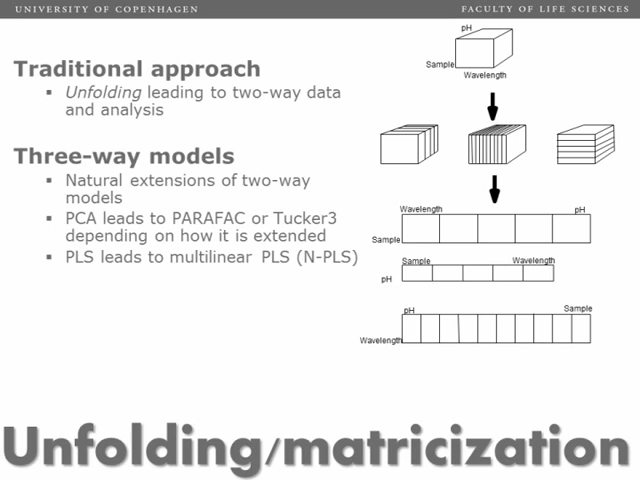 UNIVERSITY OF COPENHAGEN
FACULTY OF LIFE SCIENCES
Traditional approach
▪ Unfolding leading to two-way data
and analysis
Three-way models
▪ Natural extensions of two-way
models
▪ PCA leads to PARAFAC or Tucker3
depending on how it is extended
▪ PLS leads to multilinear PLS (N-PLS)
pH
Sample
Wavelength
Wavelength
pH
Sample
Sample
Wavelength
pH
pH
Sample
Wavelength
Unfolding/matricization